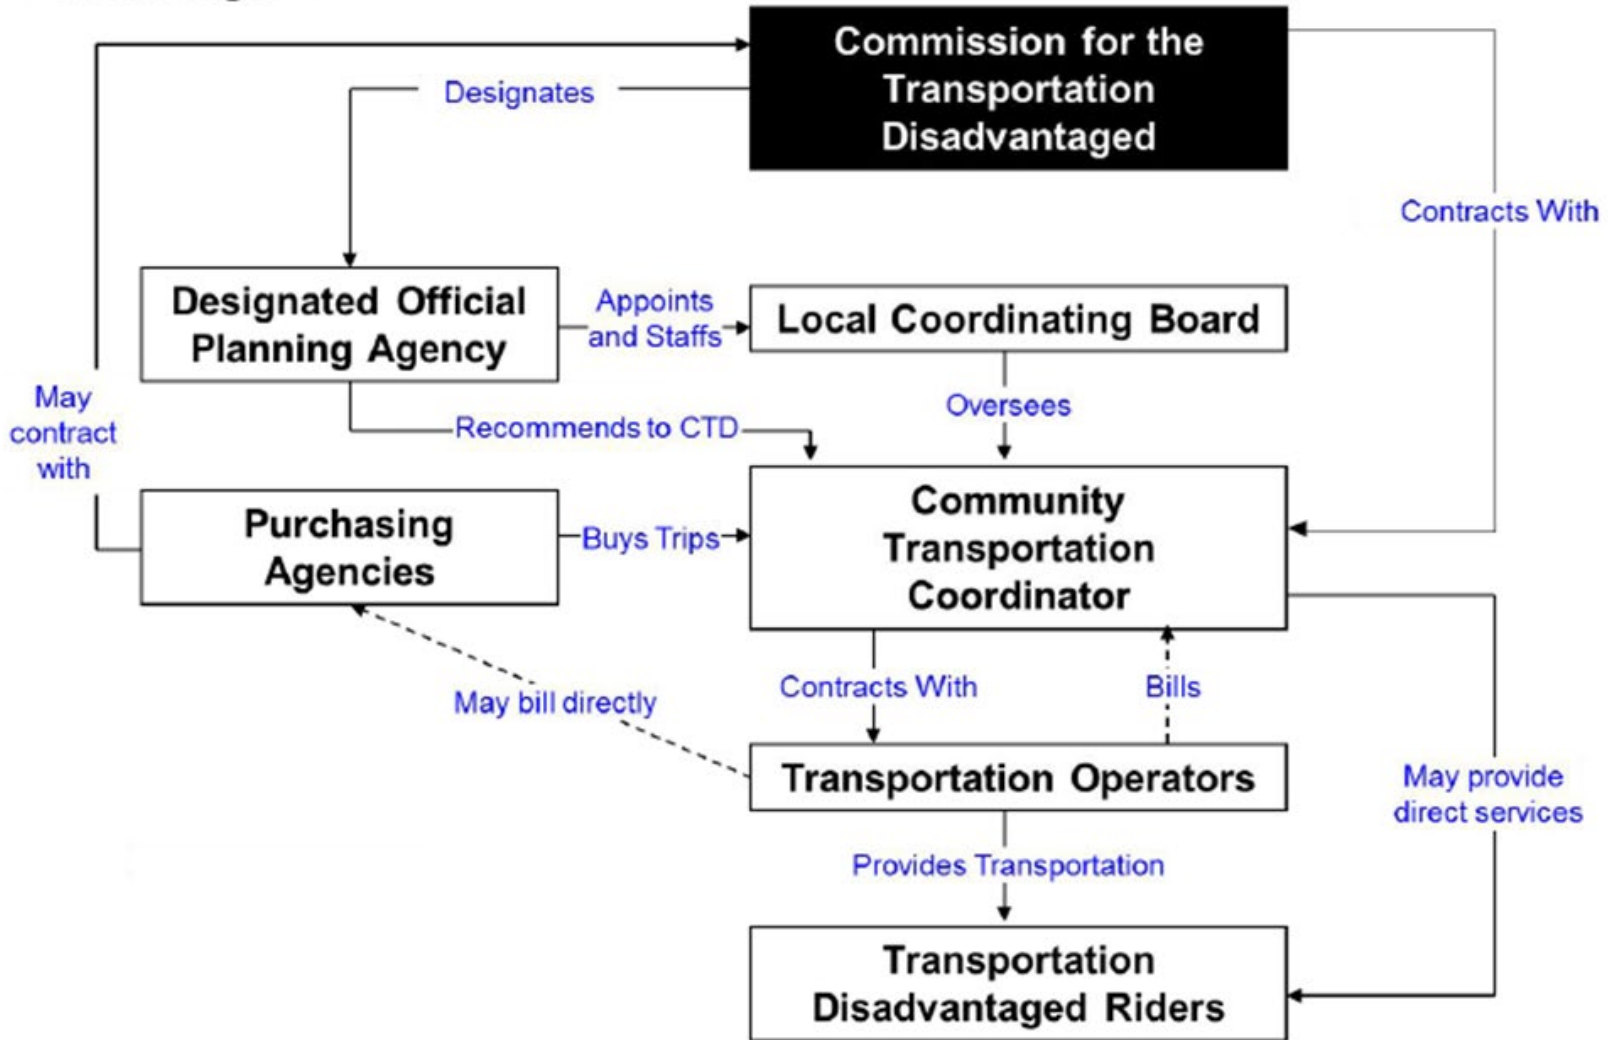 Commission for the
Transportation
Disadvantaged
Designates
Contracts With
Designated Official
Planning Agency
Appoints
and Staffs
Local Coordinating Board
May
contract
with
Recommends to CTD
Oversees
Purchasing
Agencies
Buys Trips
Community
Transportation
Coordinator
May bill directly
Contracts With
Bills
Transportation Operators
May provide
direct services
Provides Transportation
Transportation
Disadvantaged Riders